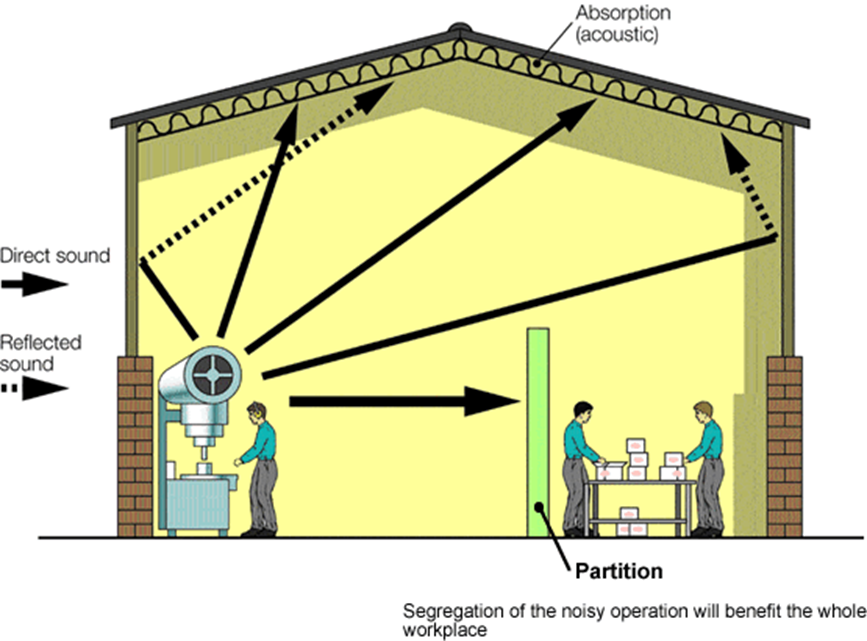 Absorption
(acoustic)
Direct sound
Reflected
sound
Partition
Segregation of the noisy operation will benefit the whole
workplace